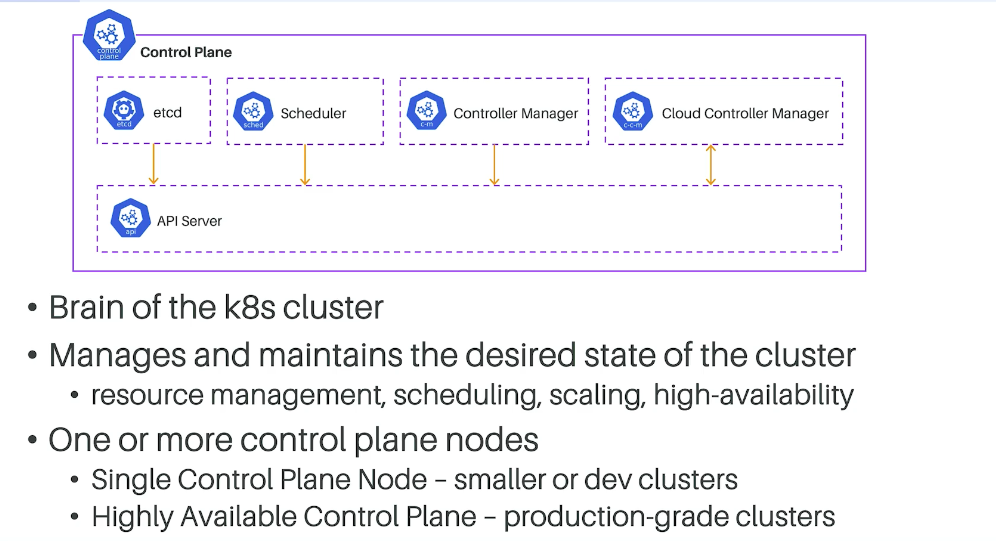 control
plane
Control Plane
etcd
etcd
sched
Scheduler
c-m
Controller Manager
c-c-m
Cloud Controller Manager
api
API Server
• Brain of the k8s cluster
• Manages and maintains the desired state of the cluster
• resource management, scheduling, scaling, high-availability
• One or more control plane nodes
• Single Control Plane Node – smaller or dev clusters
• Highly Available Control Plane – production-grade clusters